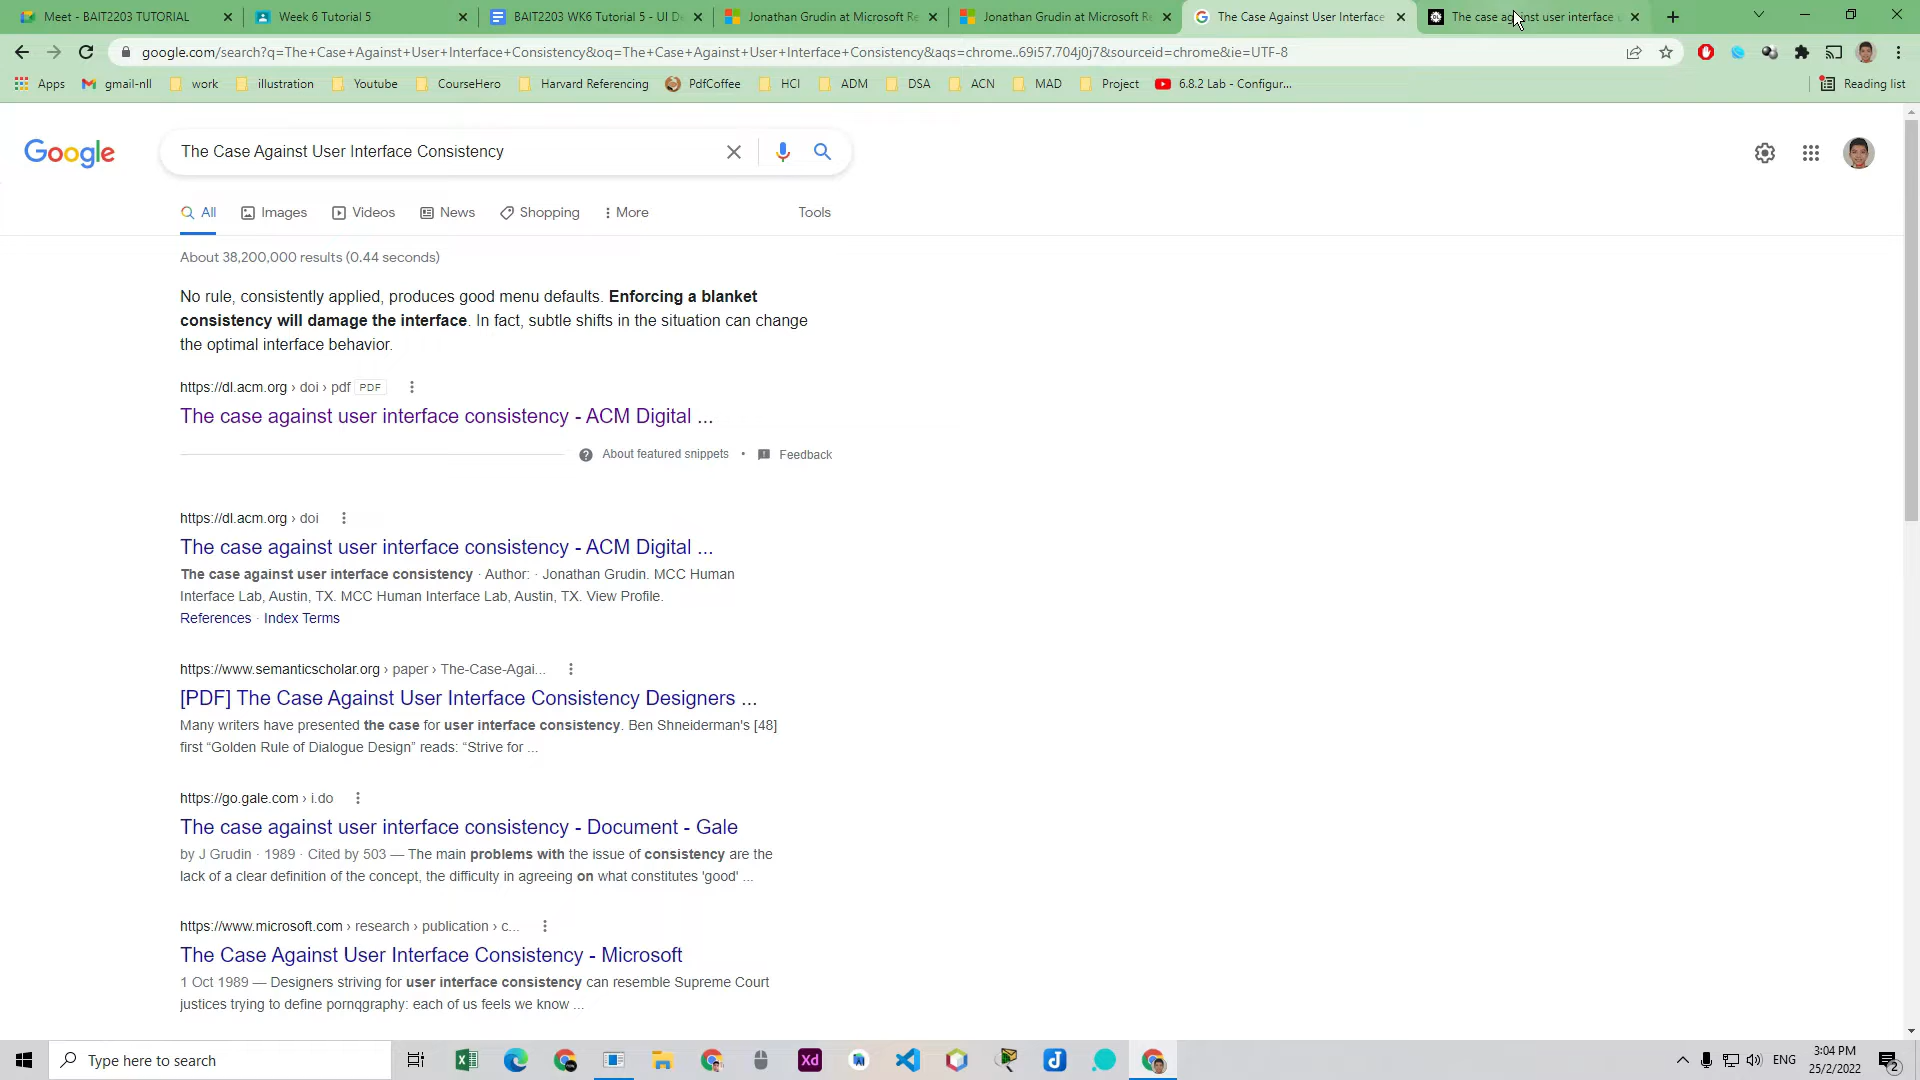 Meet - BAIT2203 TUTORIAL
Week 6 Tutorial 5
BAIT2203 WK6 Tutorial 5 - UI D
Jonathan Grudin at Microsoft Re
Jonathan Grudin at Microsoft Re
The Case Against User Interface
The case against user interface
google.com/search?q=The+Case+Against+User+Interface+Consistency&oq=The+Case+Against+User+Interface+Consistency&aqs=chrome..69i57.704j0j7&sourceid=chrome&ie=UTF-8
Apps gmail-nll work illustration Youtube CourseHero Harvard Referencing PdfCoffee HCI ADM DSA ACN MAD Project 6.8.2 Lab - Configur... Reading list
Google
The Case Against User Interface Consistency
All Images Videos News Shopping More Tools
About 38,200,000 results (0.44 seconds)
No rule, consistently applied, produces good menu defaults. Enforcing a blanket
consistency will damage the interface. In fact, subtle shifts in the situation can change
the optimal interface behavior.
https://dl.acm.org › doi › pdf PDF
The case against user interface consistency - ACM Digital ...
About featured snippets • Feedback
https://dl.acm.org › doi
The case against user interface consistency - ACM Digital ...
The case against user interface consistency · Author: · Jonathan Grudin. MCC Human
Interface Lab, Austin, TX. MCC Human Interface Lab, Austin, TX. View Profile.
References · Index Terms
https://www.semanticscholar.org › paper › The-Case-Agai...
[PDF] The Case Against User Interface Consistency Designers ...
Many writers have presented the case for user interface consistency. Ben Shneiderman's [48]
first “Golden Rule of Dialogue Design” reads: “Strive for ...
https://go.gale.com › i.do
The case against user interface consistency - Document - Gale
by J Grudin · 1989 · Cited by 503 — The main problems with the issue of consistency are the
lack of a clear definition of the concept, the difficulty in agreeing on what constitutes 'good' ...
https://www.microsoft.com › research › publication › c...
The Case Against User Interface Consistency - Microsoft
1 Oct 1989 — Designers striving for user interface consistency can resemble Supreme Court
justices trying to define pornqgraphy: each of us feels we know ...
Type here to search
Xd
ENG
3:04 PM
25/2/2022
2